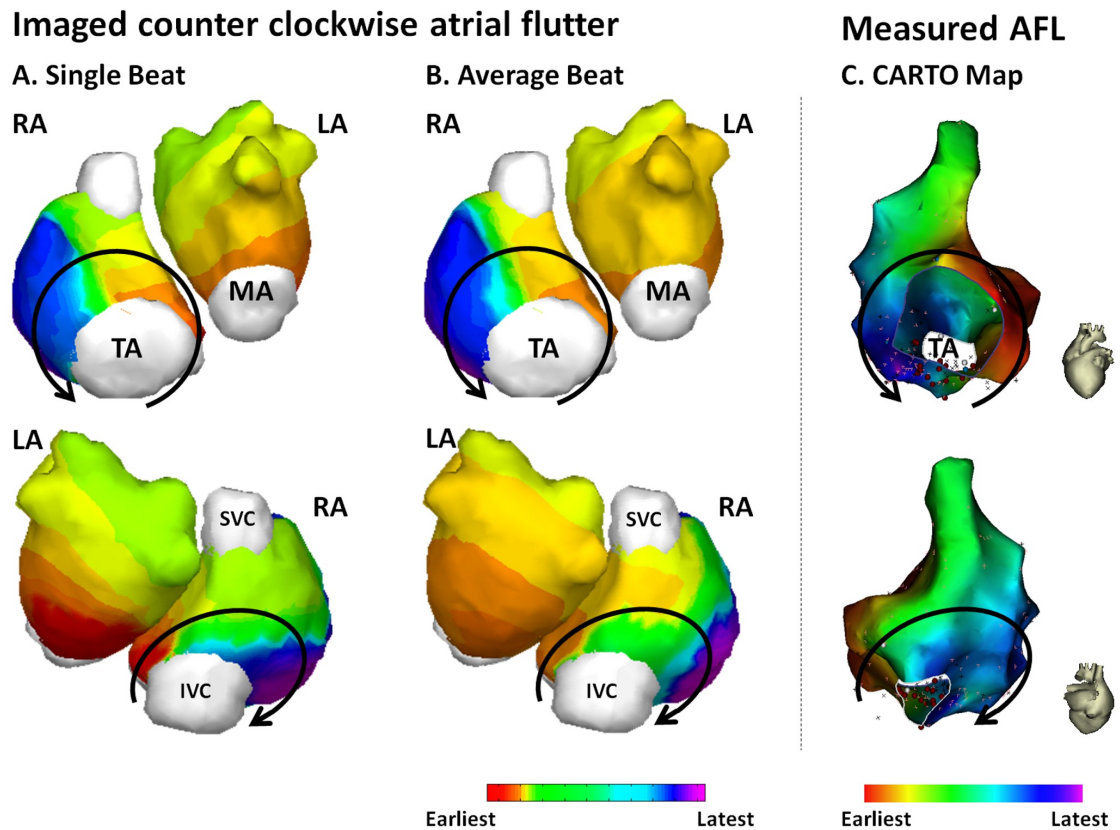 Imaged counter clockwise atrial flutter
Measured AFL
A. Single Beat
B. Average Beat
C. CARTO Map
RA
LA
RA
LA
MA
TA
MA
TA
TA
LA
RA
SVC
IVC
LA
RA
SVC
IVC
Earliest
Latest
Earliest
Latest